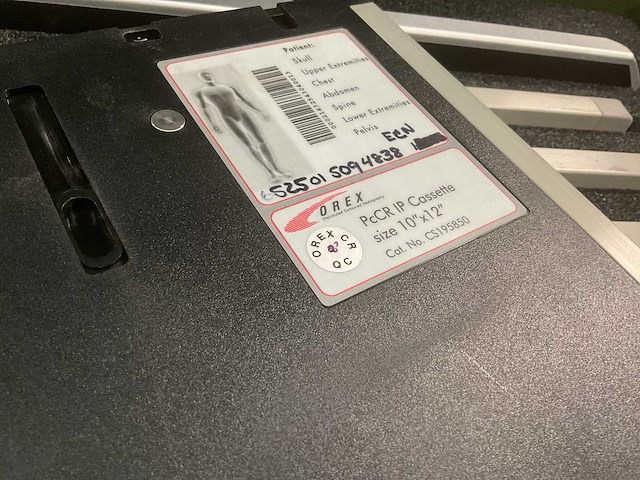 Patient:
Skull
Upper Extremities
Chest
Abdomen
Spine
Lower Extremities
Pelvis
ECN
S2501 5094838
OREX
PcCR IP Cassette
size 10"x12"
Cat. No. CS195850
OREX CR
QC